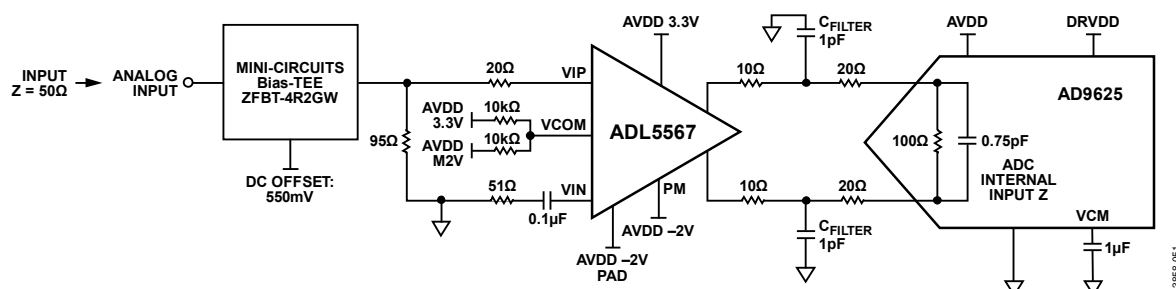 INPUT
Z = 50Ω
ANALOG
INPUT
MINI-CIRCUITS
Bias-TEE
ZFBT-4R2GW
DC OFFSET:
550mV
95Ω
20Ω
VIP
AVDD
3.3V
10kΩ
VCOM
AVDD
M2V
10kΩ
51Ω
0.1µF
VIN
AVDD 3.3V
ADL5567
PM
AVDD –2V
AVDD –2V
PAD
10Ω
CFILTER
1pF
20Ω
10Ω
CFILTER
1pF
20Ω
AVDD
DRVDD
AD9625
100Ω
0.75pF
ADC
INTERNAL
INPUT Z
VCM
1µF